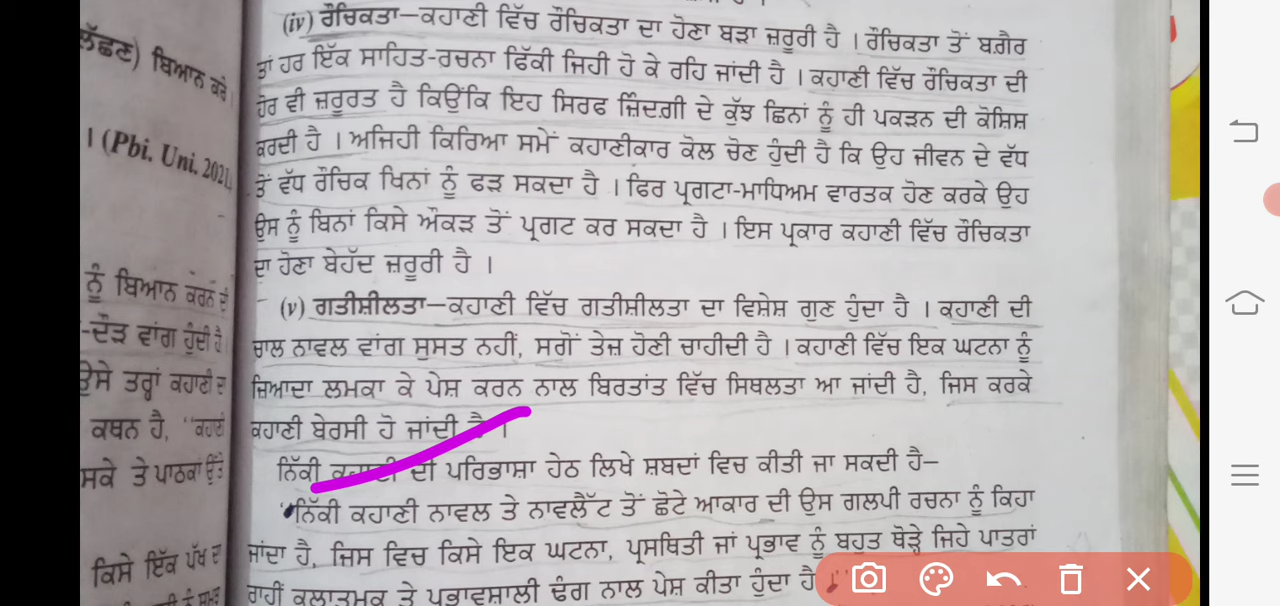 (iv) ਰੌਚਿਕਤਾ—ਕਹਾਣੀ ਵਿੱਚ ਰੌਚਿਕਤਾ ਦਾ ਹੋਣਾ ਬੜਾ ਜ਼ਰੂਰੀ ਹੈ । ਰੌਚਿਕਤਾ ਤੋਂ ਬਗ਼ੈਰ
ਤਾਂ ਹਰ ਇੱਕ ਸਾਹਿਤ-ਰਚਨਾ ਫਿੱਕੀ ਜਿਹੀ ਹੋ ਕੇ ਰਹਿ ਜਾਂਦੀ ਹੈ । ਕਹਾਣੀ ਵਿੱਚ ਰੌਚਿਕਤਾ ਦੀ
ਹੋਰ ਵੀ ਜ਼ਰੂਰਤ ਹੈ ਕਿਉਂਕਿ ਇਹ ਸਿਰਫ ਜ਼ਿੰਦਗੀ ਦੇ ਕੁੱਝ ਛਿਨਾਂ ਨੂੰ ਹੀ ਪਕੜਨ ਦੀ ਕੋਸ਼ਿਸ਼
ਕਰਦੀ ਹੈ । ਅਜਿਹੀ ਕਿਰਿਆ ਸਮੇਂ ਕਹਾਣੀਕਾਰ ਕੋਲ ਚੋਣ ਹੁੰਦੀ ਹੈ ਕਿ ਉਹ ਜੀਵਨ ਦੇ ਵੱਧ
ਤੋਂ ਵੱਧ ਰੌਚਿਕ ਖਿਨਾਂ ਨੂੰ ਫੜ ਸਕਦਾ ਹੈ । ਫਿਰ ਪ੍ਰਗਟਾ-ਮਾਧਿਅਮ ਵਾਰਤਕ ਹੋਣ ਕਰਕੇ ਉਹ
ਉਸ ਨੂੰ ਬਿਨਾਂ ਕਿਸੇ ਔਕੜ ਤੋਂ ਪ੍ਰਗਟ ਕਰ ਸਕਦਾ ਹੈ । ਇਸ ਪ੍ਰਕਾਰ ਕਹਾਣੀ ਵਿੱਚ ਰੌਚਿਕਤਾ
ਦਾ ਹੋਣਾ ਬੇਹੱਦ ਜ਼ਰੂਰੀ ਹੈ ।
(v) ਗਤੀਸ਼ੀਲਤਾ—ਕਹਾਣੀ ਵਿੱਚ ਗਤੀਸ਼ੀਲਤਾ ਦਾ ਵਿਸ਼ੇਸ਼ ਗੁਣ ਹੁੰਦਾ ਹੈ । ਕਹਾਣੀ ਦੀ
ਚਾਲ ਨਾਵਲ ਵਾਂਗ ਸੁਸਤ ਨਹੀਂ, ਸਗੋਂ ਤੇਜ਼ ਹੋਣੀ ਚਾਹੀਦੀ ਹੈ । ਕਹਾਣੀ ਵਿੱਚ ਇਕ ਘਟਨਾ ਨੂੰ
ਜ਼ਿਆਦਾ ਲਮਕਾ ਕੇ ਪੇਸ਼ ਕਰਨ ਨਾਲ ਬਿਰਤਾਂਤ ਵਿੱਚ ਸਿਥਲਤਾ ਆ ਜਾਂਦੀ ਹੈ, ਜਿਸ ਕਰਕੇ
ਕਹਾਣੀ ਬੇਰਸੀ ਹੋ ਜਾਂਦੀ ਹੈ ।
ਨਿੱਕੀ ਕਹਾਣੀ ਦੀ ਪਰਿਭਾਸ਼ਾ ਹੇਠ ਲਿਖੇ ਸ਼ਬਦਾਂ ਵਿਚ ਕੀਤੀ ਜਾ ਸਕਦੀ ਹੈ–
"ਨਿੱਕੀ ਕਹਾਣੀ ਨਾਵਲ ਤੇ ਨਾਵਲੈੱਟ ਤੋਂ ਛੋਟੇ ਆਕਾਰ ਦੀ ਉਸ ਗਲਪੀ ਰਚਨਾ ਨੂੰ ਕਿਹਾ
ਜਾਂਦਾ ਹੈ, ਜਿਸ ਵਿਚ ਕਿਸੇ ਇਕ ਘਟਨਾ, ਪ੍ਰਸਥਿਤੀ ਜਾਂ ਪ੍ਰਭਾਵ ਨੂੰ ਬਹੁਤ ਥੋੜ੍ਹੇ ਜਿਹੇ ਪਾਤਰਾਂ
ਰਾਹੀਂ ਕਲਾਤਮਕ ਤੇ ਪ੍ਰਭਾਵਸ਼ਾਲੀ ਢੰਗ ਨਾਲ ਪੇਸ਼ ਕੀਤਾ ਹੁੰਦਾ ਹੈ ।"
ਲੱਛਣ) ਬਿਆਨ ਕਰੋ ।
। (Pbi. Uni. 2021,
ਨੂੰ ਬਿਆਨ ਕਰਨ ਦੀ
-ਦੌੜ ਵਾਂਗ ਹੁੰਦੀ ਹੈ ।
ਉਸੇ ਤਰ੍ਹਾਂ ਕਹਾਣੀ ਦਾ
ਕਥਨ ਹੈ, "ਕਹਾਣੀ
ਸਕੇ ਤੇ ਪਾਠਕਾਂ ਉੱਤੇ
ਕਿਸੇ ਇੱਕ ਪੱਖ ਦਾ